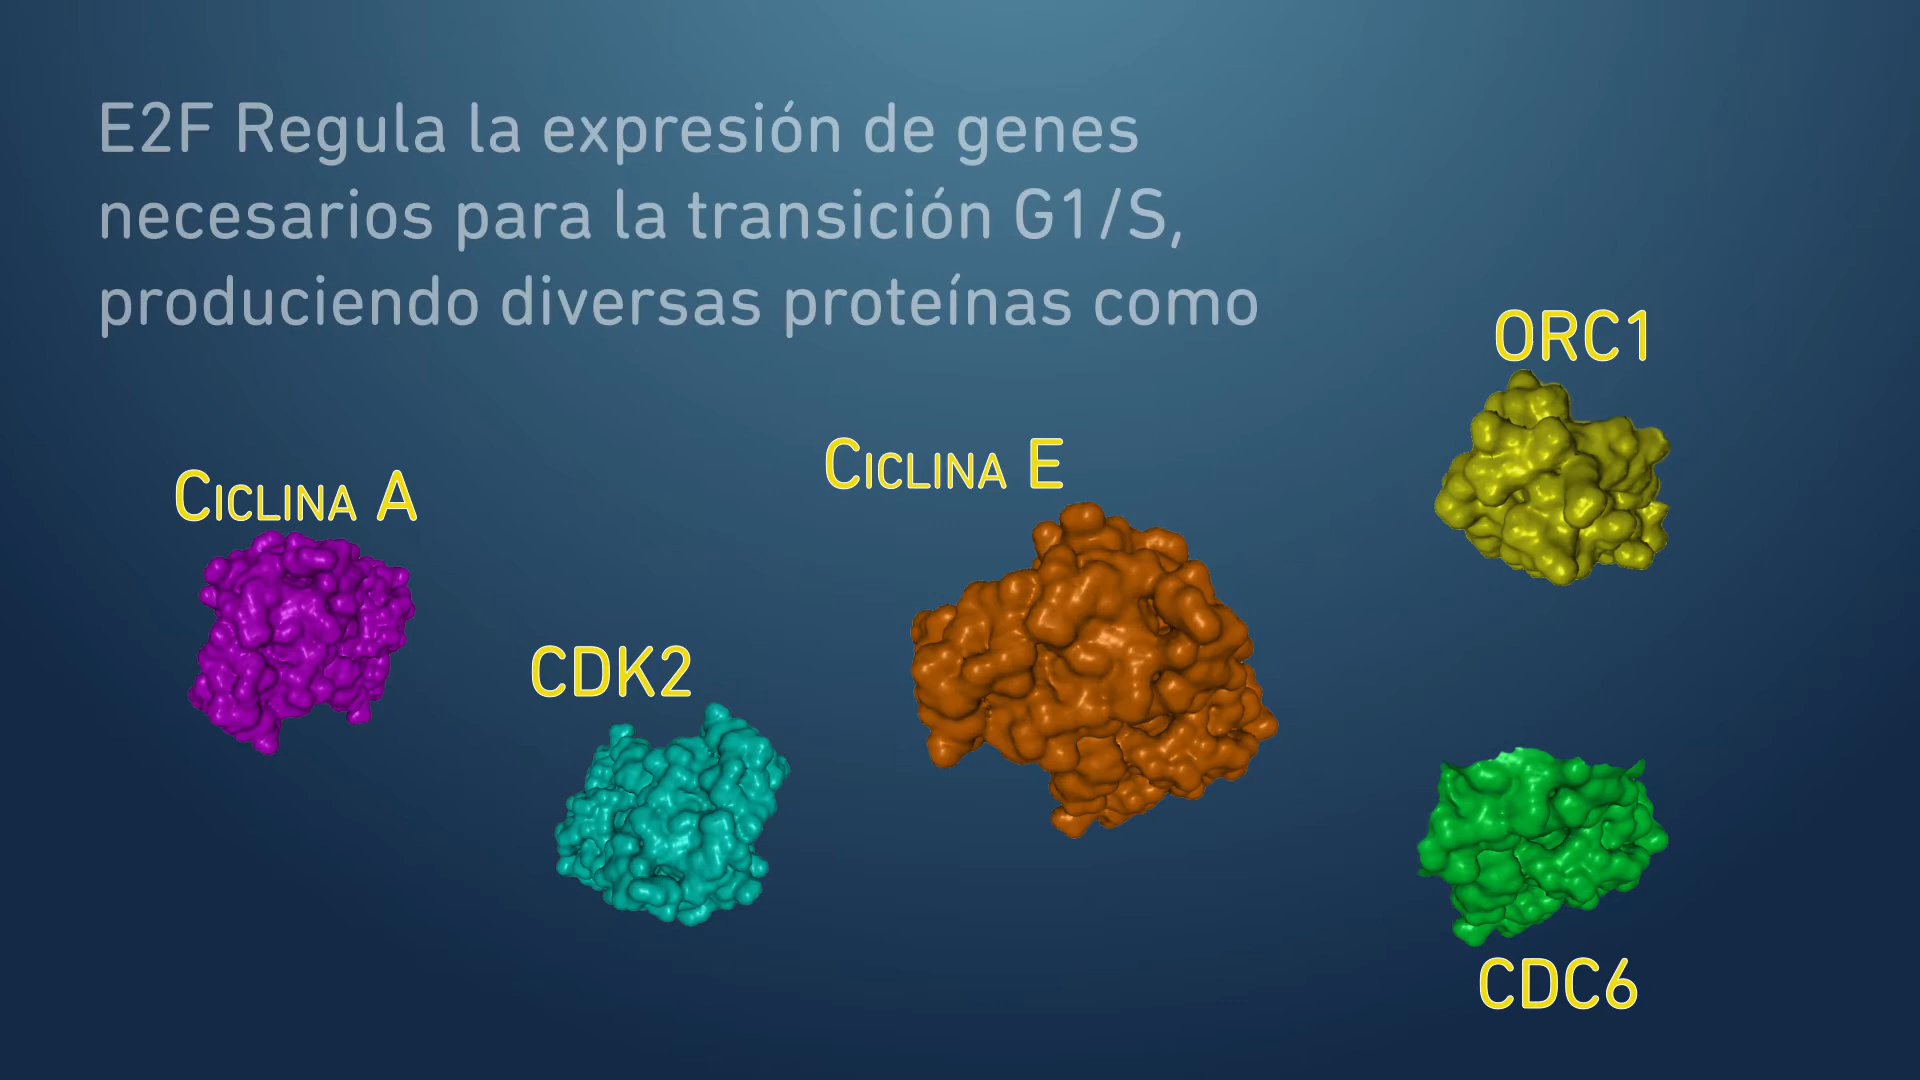 E2F Regula la expresión de genes
necesarios para la transición G1/S,
produciendo diversas proteínas como
ORC1
Ciclina E
Ciclina A
CDK2
CDC6